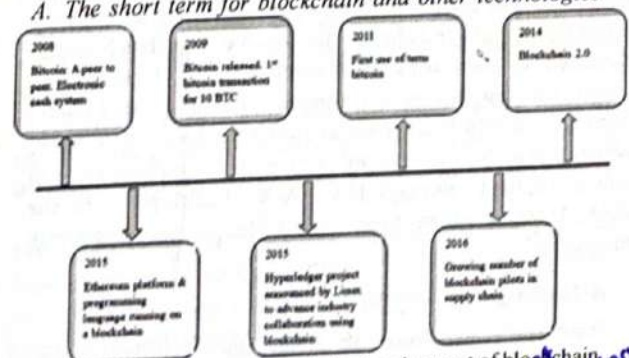 A. The short term for blockchain and other technologies
2008
Bitcoin: A peer to
peer. Electronic
cash system
2009
Bitcoin released. 1st
bitcoin transaction
for 10 BTC
2011
First use of term
bitcoin
2014
Blockchain 2.0
2015
Ethereum platform &
programming
language running on
a blockchain
2015
Hyperledger project
announced by Linux
to advance industry
collaboration using
blockchain
2016
Growing number of
blockchain pilots in
supply chain
of blockchain